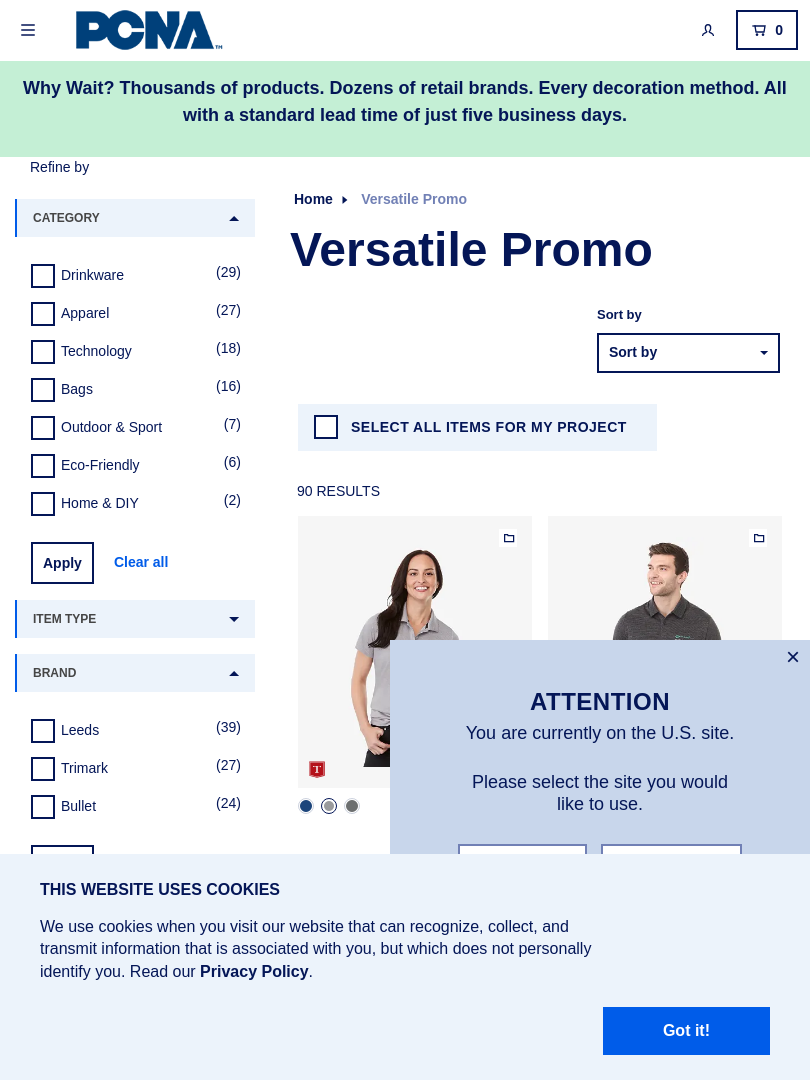 PCNA™
0
Why Wait? Thousands of products. Dozens of retail brands. Every decoration method. All
with a standard lead time of just five business days.
Refine by
CATEGORY
Drinkware (29)
Apparel (27)
Technology (18)
Bags (16)
Outdoor & Sport (7)
Eco-Friendly (6)
Home & DIY (2)
Apply Clear all
ITEM TYPE
BRAND
Leeds (39)
Trimark (27)
Bullet (24)
Home Versatile Promo
Versatile Promo
Sort by
Sort by
SELECT ALL ITEMS FOR MY PROJECT
90 RESULTS
T
ATTENTION
You are currently on the U.S. site.
Please select the site you would
like to use.
THIS WEBSITE USES COOKIES
We use cookies when you visit our website that can recognize, collect, and
transmit information that is associated with you, but which does not personally
identify you. Read our Privacy Policy.
Got it!